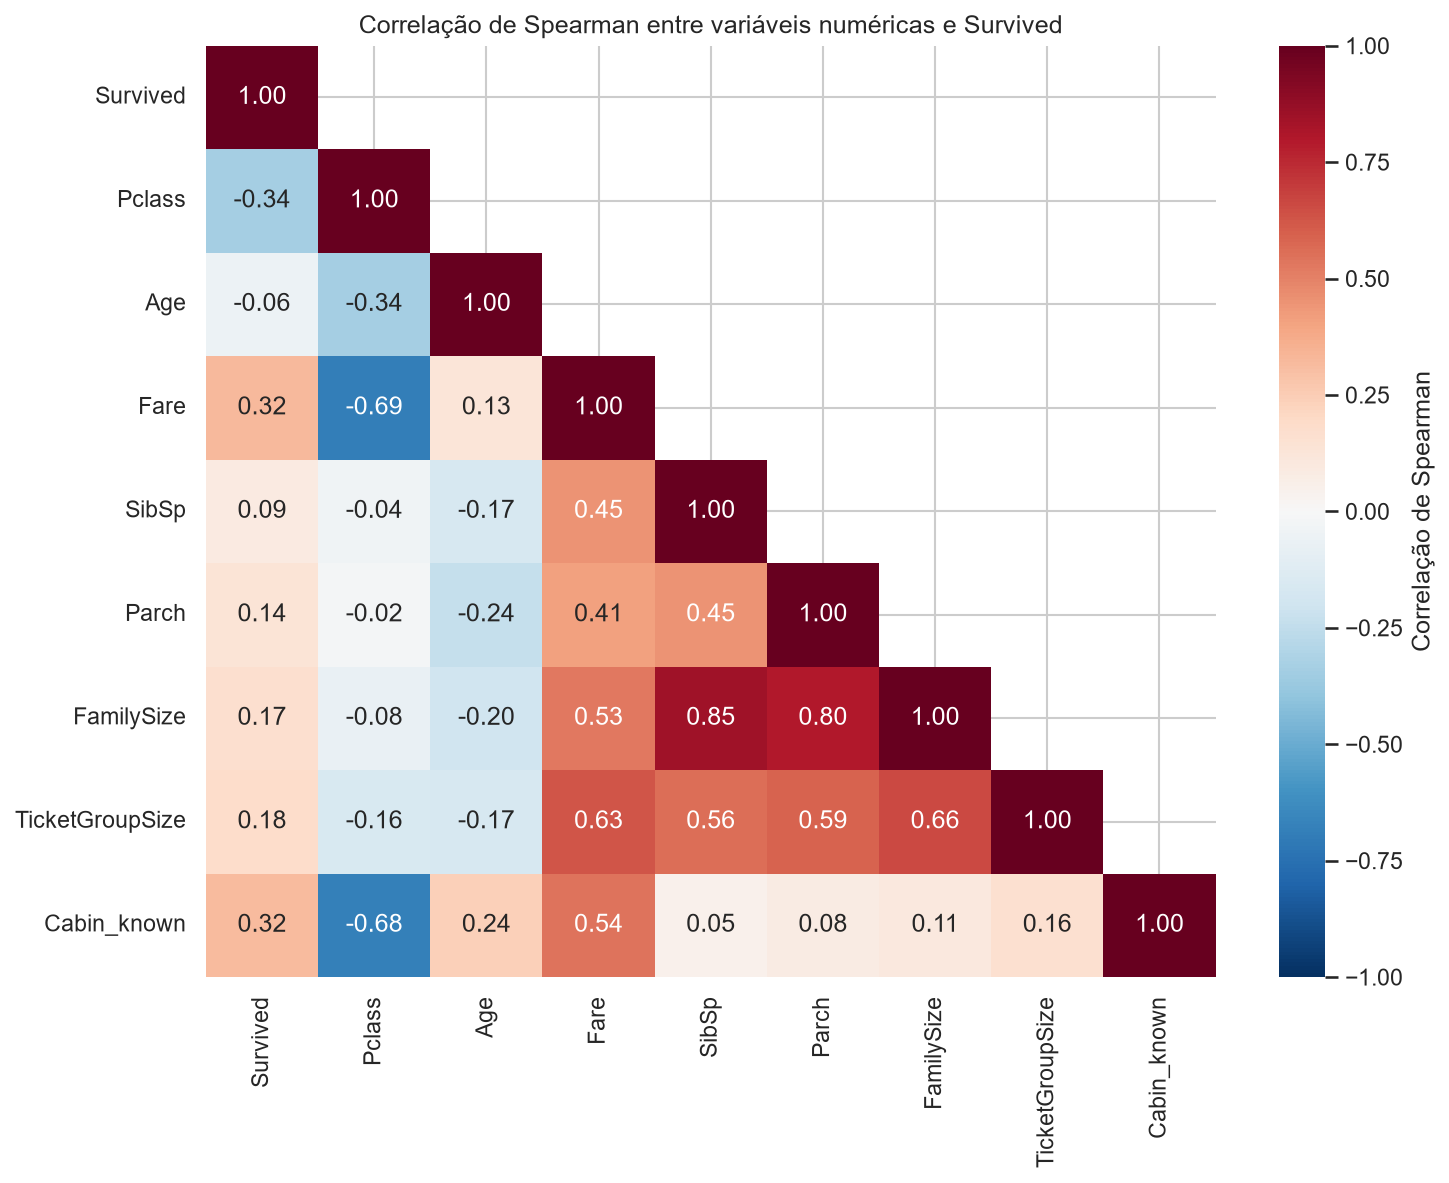 Correlação de Spearman entre variáveis numéricas e Survived
Survived 1.00
Pclass -0.34 1.00
Age -0.06 -0.34 1.00
Fare 0.32 -0.69 0.13 1.00
SibSp 0.09 -0.04 -0.17 0.45 1.00
Parch 0.14 -0.02 -0.24 0.41 0.45 1.00
FamilySize 0.17 -0.08 -0.20 0.53 0.85 0.80 1.00
TicketGroupSize 0.18 -0.16 -0.17 0.63 0.56 0.59 0.66 1.00
Cabin_known 0.32 -0.68 0.24 0.54 0.05 0.08 0.11 0.16 1.00
Survived Pclass Age Fare SibSp Parch FamilySize TicketGroupSize Cabin_known
1.00
0.75
0.50
0.25
0.00
−0.25
−0.50
−0.75
−1.00
Correlação de Spearman